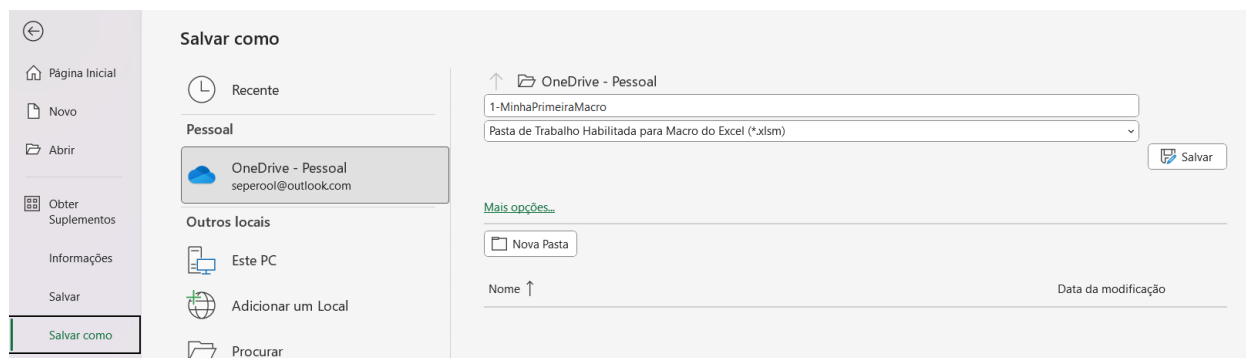 Página Inicial
Novo
Abrir
Obter
Suplementos
Informações
Salvar
Salvar como
Salvar como
Recente
Pessoal
OneDrive - Pessoal
seperool@outlook.com
Outros locais
Este PC
Adicionar um Local
Procurar
OneDrive - Pessoal
1-MinhaPrimeiraMacro
Pasta de Trabalho Habilitada para Macro do Excel (*.xlsm)
Salvar
Mais opções...
Nova Pasta
Nome ↑ Data da modificação